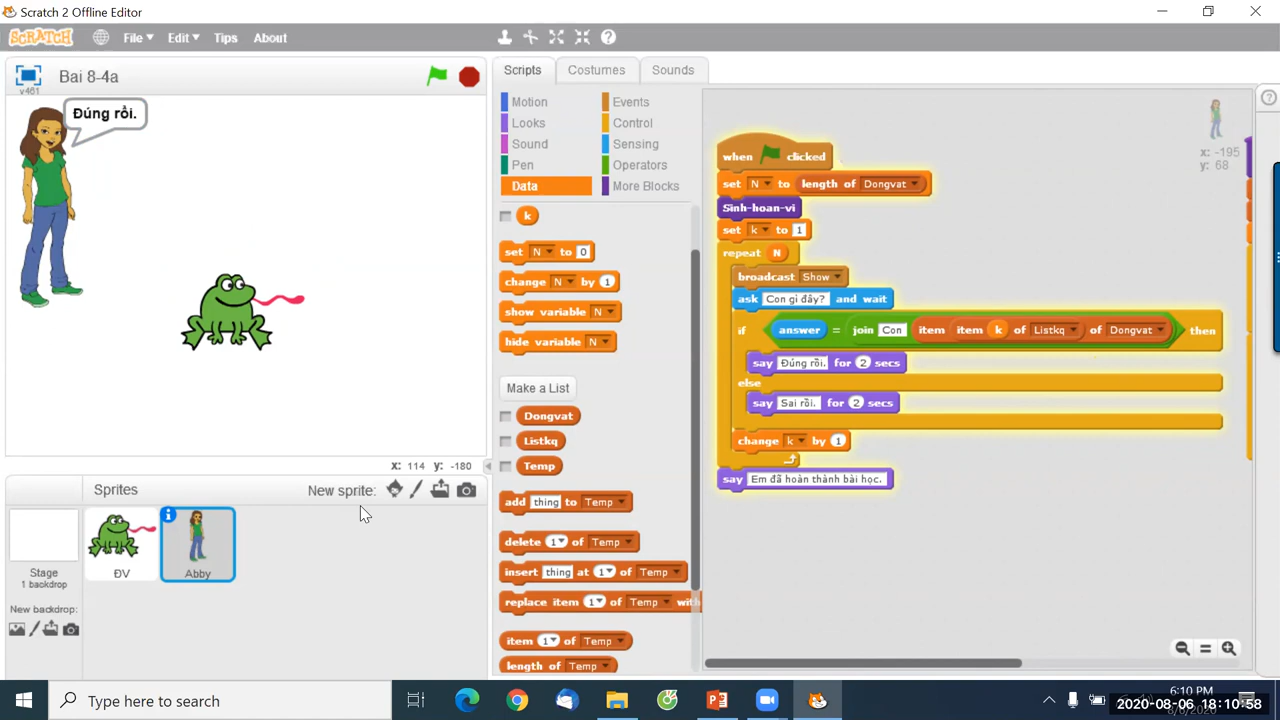 Scratch 2 Offline Editor
SCRATCH File Edit Tips About
v461 Bai 8-4a
Đúng rồi.
x: 114 y: -180
Sprites New sprite:
Stage
1 backdrop
New backdrop:
ĐV
Abby
Scripts Costumes Sounds
Motion Events
Looks Control
Sound Sensing
Pen Operators
Data More Blocks
k
set N to 0
change N by 1
show variable N
hide variable N
Make a List
Dongvat
Listkq
Temp
add thing to Temp
delete 1 of Temp
insert thing at 1 of Temp
replace item 1 of Temp with
item 1 of Temp
length of Temp
x: -195
y: 68
when clicked
set N to length of Dongvat
Sinh-hoan-vi
set k to 1
repeat N
broadcast Show
ask Con gì đây? and wait
if answer = join Con item item k of Listkq of Dongvat then
say Đúng rồi. for 2 secs
else
say Sai rồi. for 2 secs
change k by 1
say Em đã hoàn thành bài học.
Type here to search
6:10 PM
2020-08-06 18:10:58